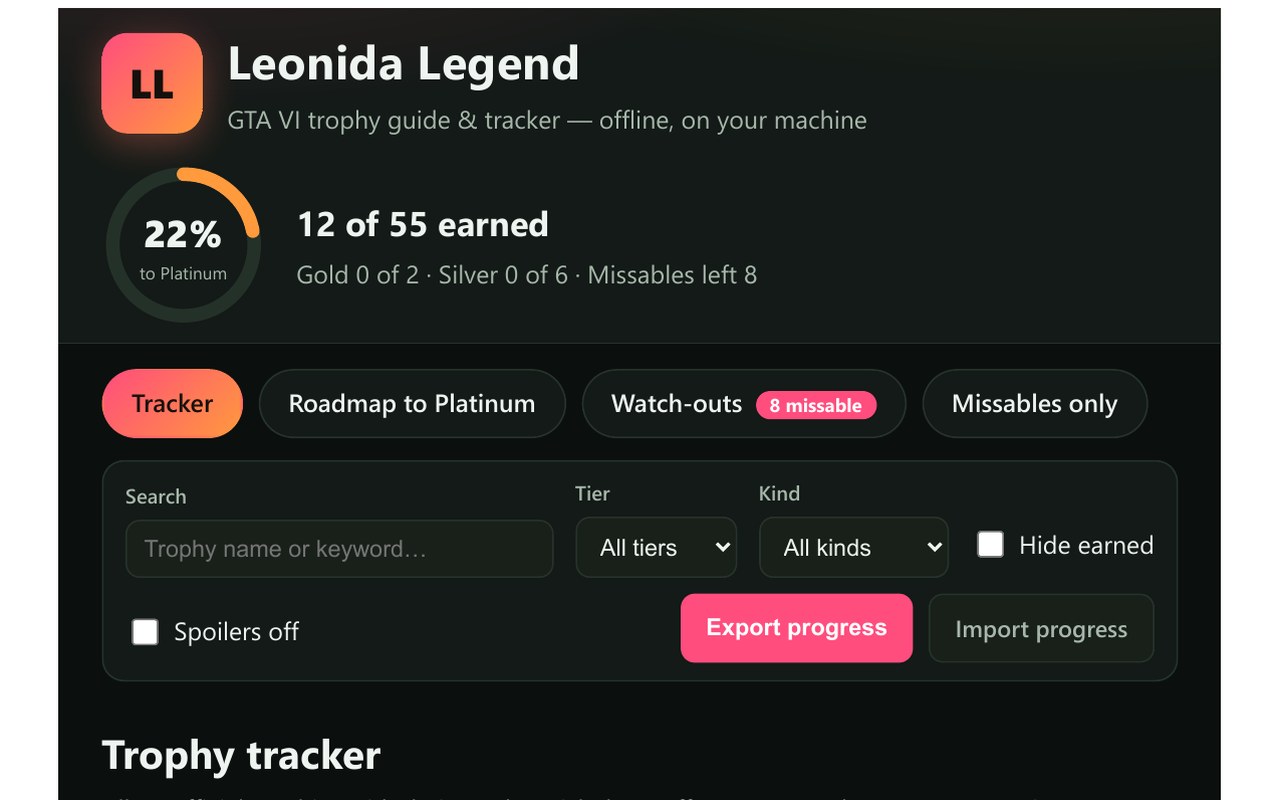 LL
Leonida Legend
GTA VI trophy guide & tracker — offline, on your machine
22%
to Platinum
12 of 55 earned
Gold 0 of 2 · Silver 0 of 6 · Missables left 8
Tracker
Roadmap to Platinum
Watch-outs 8 missable
Missables only
Search
Trophy name or keyword…
Tier
All tiers
Kind
All kinds
Hide earned
Spoilers off
Export progress
Import progress
Trophy tracker